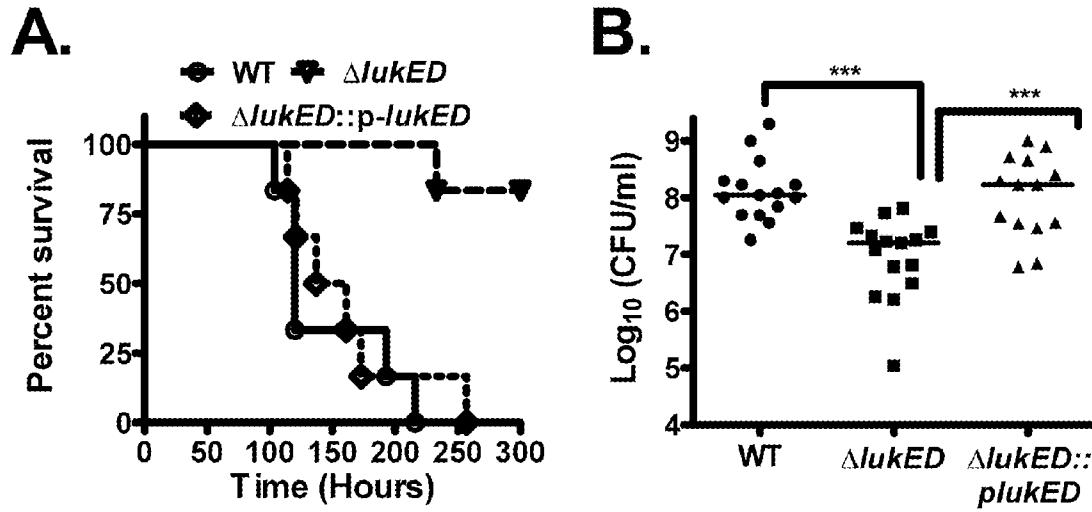 A.
WT ΔlukED
ΔlukED::p-lukED
Percent survival
100
75
50
25
0
0 50 100 150 200 250 300
Time (Hours)
B.
***
***
Log₁₀ (CFU/ml)
9
8
7
6
5
4
WT ΔlukED ΔlukED::
plukED